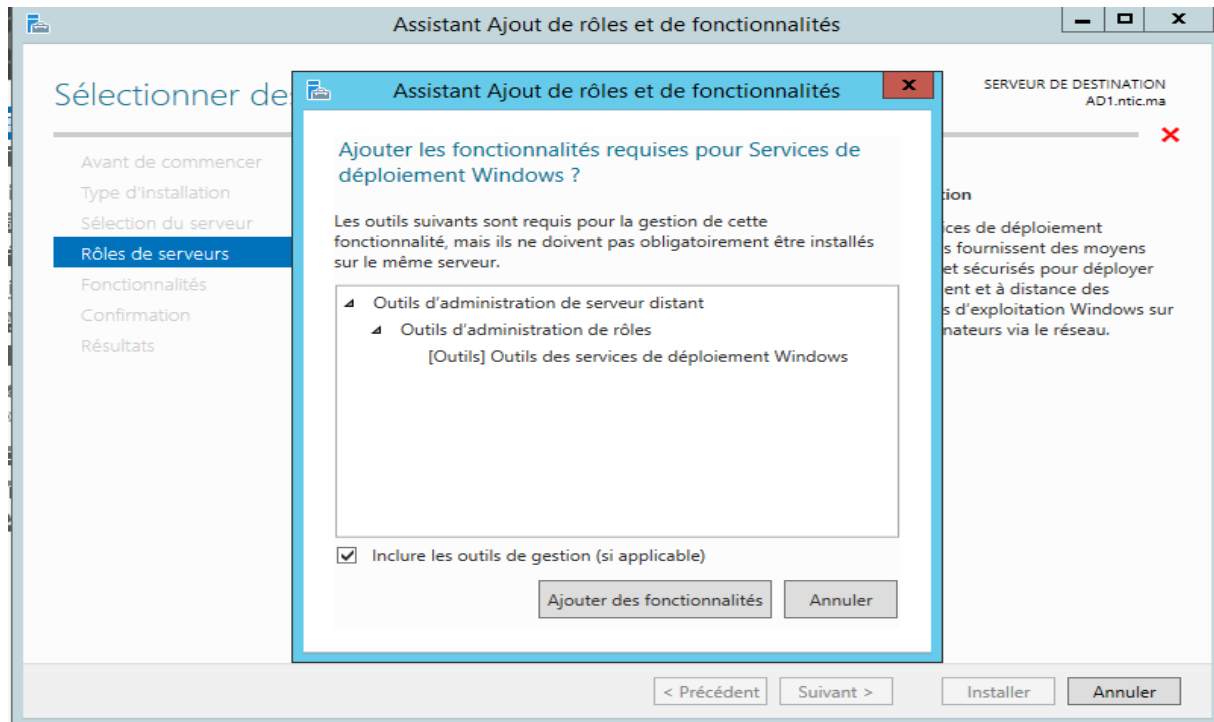 Assistant Ajout de rôles et de fonctionnalités
Sélectionner de
SERVEUR DE DESTINATION
AD1.ntic.ma
Avant de commencer
Type d'installation
Sélection du serveur
Rôles de serveurs
Fonctionnalités
Confirmation
Résultats
Assistant Ajout de rôles et de fonctionnalités
Ajouter les fonctionnalités requises pour Services de
déploiement Windows ?
Les outils suivants sont requis pour la gestion de cette
fonctionnalité, mais ils ne doivent pas obligatoirement être installés
sur le même serveur.
Outils d'administration de serveur distant
Outils d'administration de rôles
[Outils] Outils des services de déploiement Windows
Inclure les outils de gestion (si applicable)
Ajouter des fonctionnalités
Annuler
tion
ices de déploiement
s fournissent des moyens
et sécurisés pour déployer
ent et à distance des
s d'exploitation Windows sur
nateurs via le réseau.
< Précédent
Suivant >
Installer
Annuler